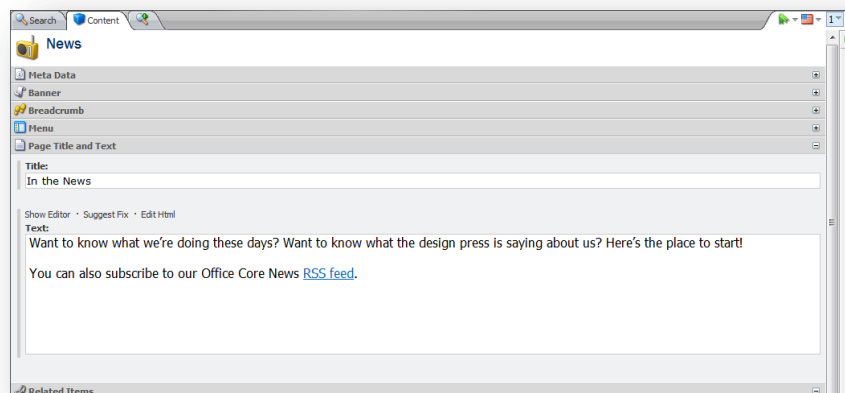 Search Content
1
News
Meta Data
Banner
Breadcrumb
Menu
Page Title and Text
Title:
In the News
Show Editor · Suggest Fix · Edit Html
Text:
Want to know what we’re doing these days? Want to know what the design press is saying about us? Here’s the place to start!
You can also subscribe to our Office Core News RSS feed.
Related Items